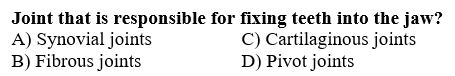 Joint that is responsible for fixing teeth into the jaw?
A) Synovial joints C) Cartilaginous joints
B) Fibrous joints D) Pivot joints